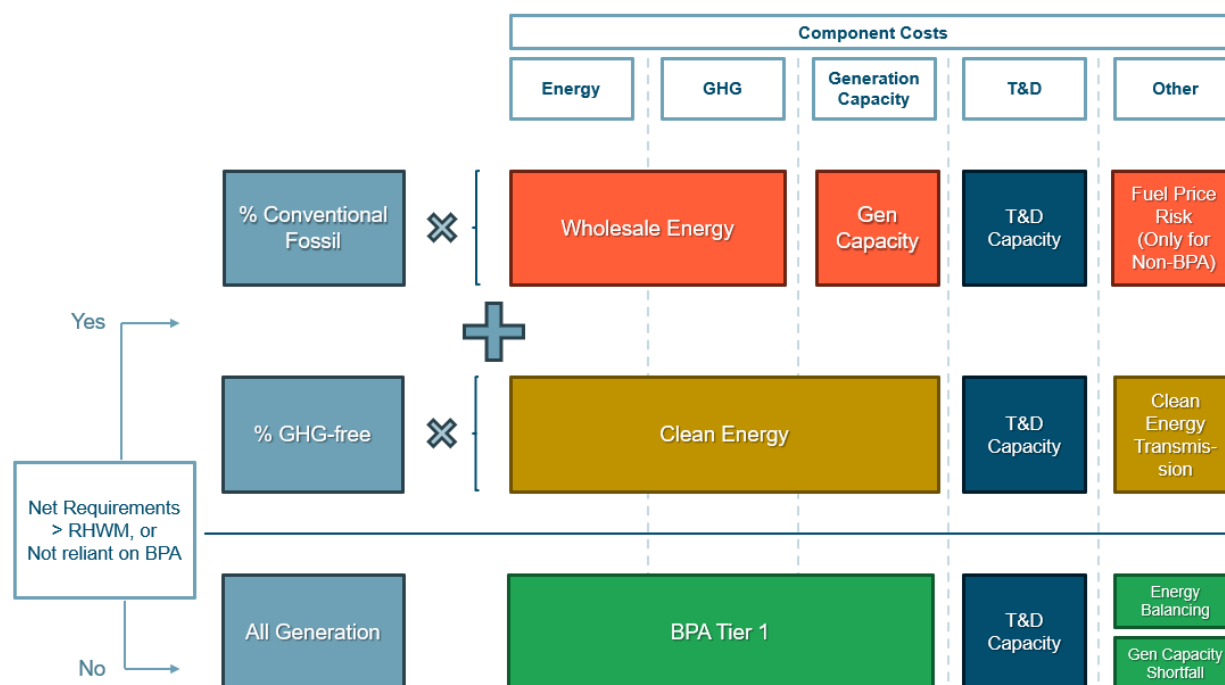 Component Costs
Energy
GHG
Generation
Capacity
T&D
Other
% Conventional
Fossil
Wholesale Energy
Gen
Capacity
T&D
Capacity
Fuel Price
Risk
(Only for
Non-BPA)
Yes
% GHG-free
Clean Energy
T&D
Capacity
Clean
Energy
Transmis-
sion
Net Requirements
> RHWM, or
Not reliant on BPA
All Generation
BPA Tier 1
T&D
Capacity
Energy
Balancing
Gen Capacity
Shortfall
No